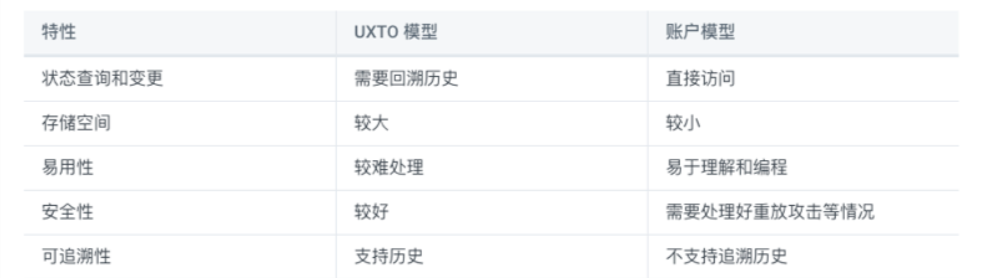 特性 UXTO 模型 账户模型
状态查询和变更 需要回溯历史 直接访问
存储空间 较大 较小
易用性 较难处理 易于理解和编程
安全性 较好 需要处理好重放攻击等情况
可追溯性 支持历史 不支持追溯历史